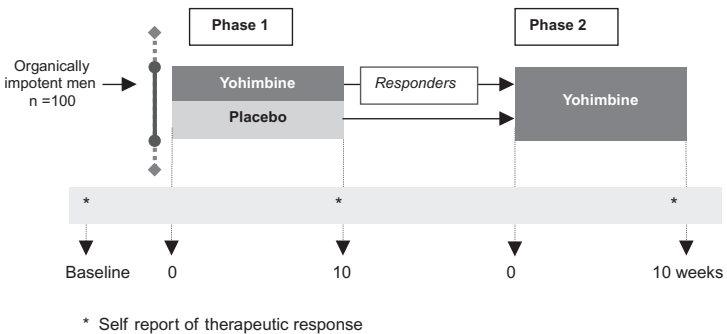 Phase 1
Phase 2
Organically
impotent men
n =100
Yohimbine
Placebo
Responders
Yohimbine
* * *
Baseline 0 10 0 10 weeks
* Self report of therapeutic response